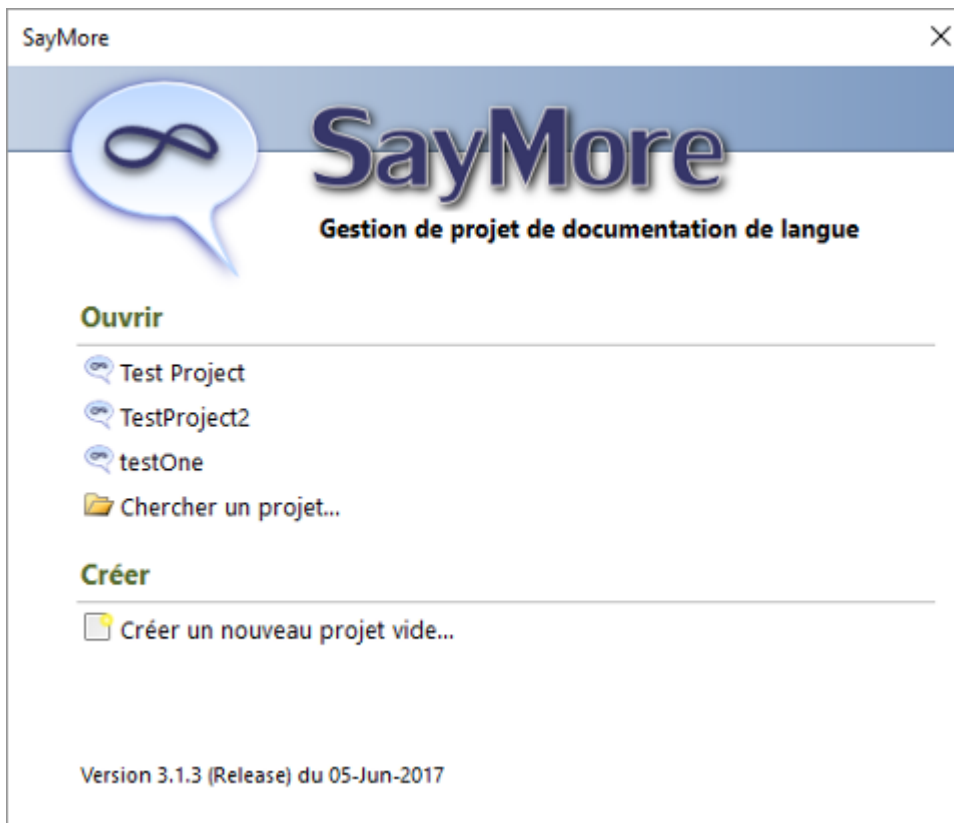 SayMore
SayMore
Gestion de projet de documentation de langue
Ouvrir
Test Project
TestProject2
testOne
Chercher un projet...
Créer
Créer un nouveau projet vide...
Version 3.1.3 (Release) du 05-Jun-2017